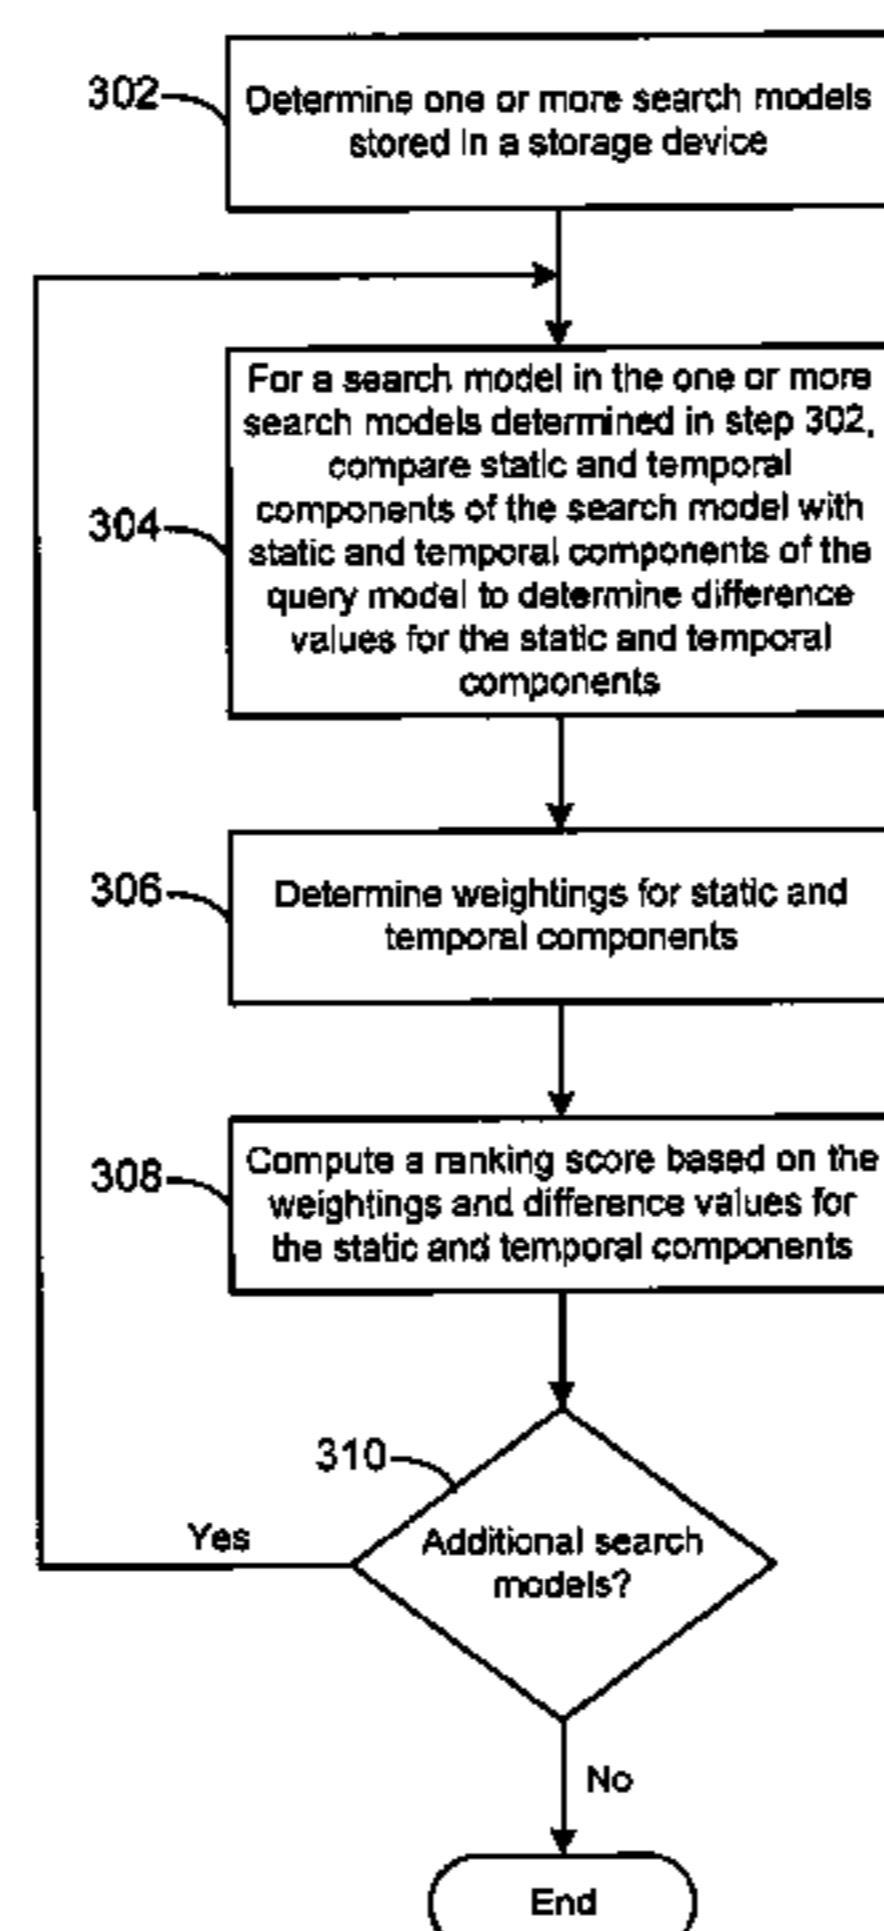 302
Determine one or more search models
stored in a storage device
304
For a search model in the one or more
search models determined in step 302,
compare static and temporal
components of the search model with
static and temporal components of the
query model to determine difference
values for the static and temporal
components
306
Determine weightings for static and
temporal components
308
Compute a ranking score based on the
weightings and difference values for
the static and temporal components
310
Additional search
models?
Yes
No
End